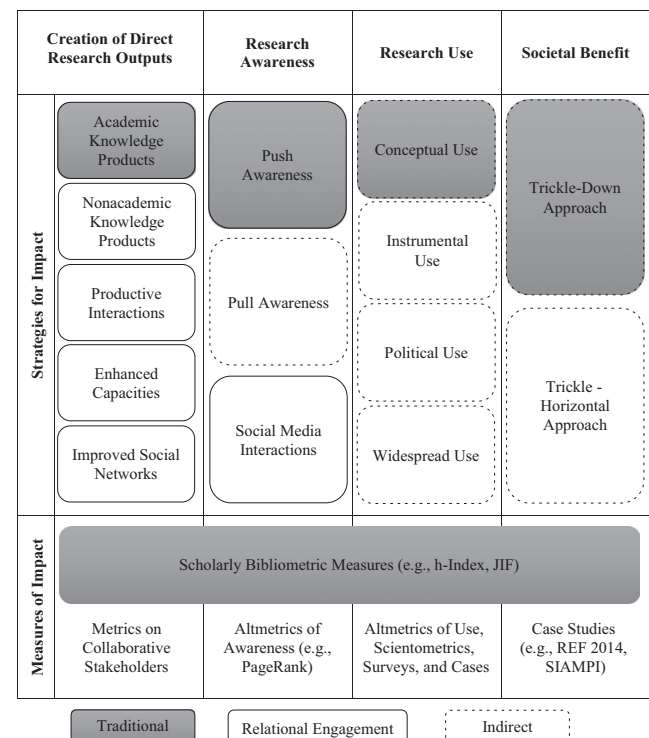 Creation of Direct
Research Outputs
Research
Awareness
Research Use
Societal Benefit
Strategies for Impact
Academic
Knowledge
Products
Nonacademic
Knowledge
Products
Productive
Interactions
Enhanced
Capacities
Improved Social
Networks
Push
Awareness
Pull Awareness
Social Media
Interactions
Conceptual Use
Instrumental
Use
Political Use
Widespread Use
Trickle-Down
Approach
Trickle -
Horizontal
Approach
Measures of Impact
Scholarly Bibliometric Measures (e.g., h-Index, JIF)
Metrics on
Collaborative
Stakeholders
Altmetrics of
Awareness (e.g.,
PageRank)
Altmetrics of Use,
Scientometrics,
Surveys, and Cases
Case Studies
(e.g., REF 2014,
SIAMPI)
Traditional
Relational Engagement
Indirect